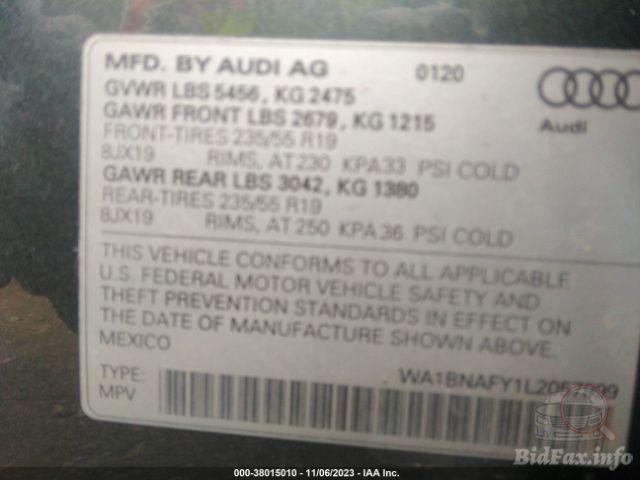 MFD. BY AUDI AG 0120
GVWR LBS 5456, KG 2475
GAWR FRONT LBS 2679, KG 1215
FRONT-TIRES 235/55 R19
8JX19 RIMS, AT 230 KPA33 PSI COLD
GAWR REAR LBS 3042, KG 1380
REAR-TIRES 235/55 R19
8JX19 RIMS, AT 250 KPA36 PSI COLD
Audi
THIS VEHICLE CONFORMS TO ALL APPLICABLE
U.S. FEDERAL MOTOR VEHICLE SAFETY AND
THEFT PREVENTION STANDARDS IN EFFECT ON
THE DATE OF MANUFACTURE SHOWN ABOVE.
MEXICO
TYPE:
MPV
BidFax.info
000-38015010 - 11/06/2023 - IAA Inc.